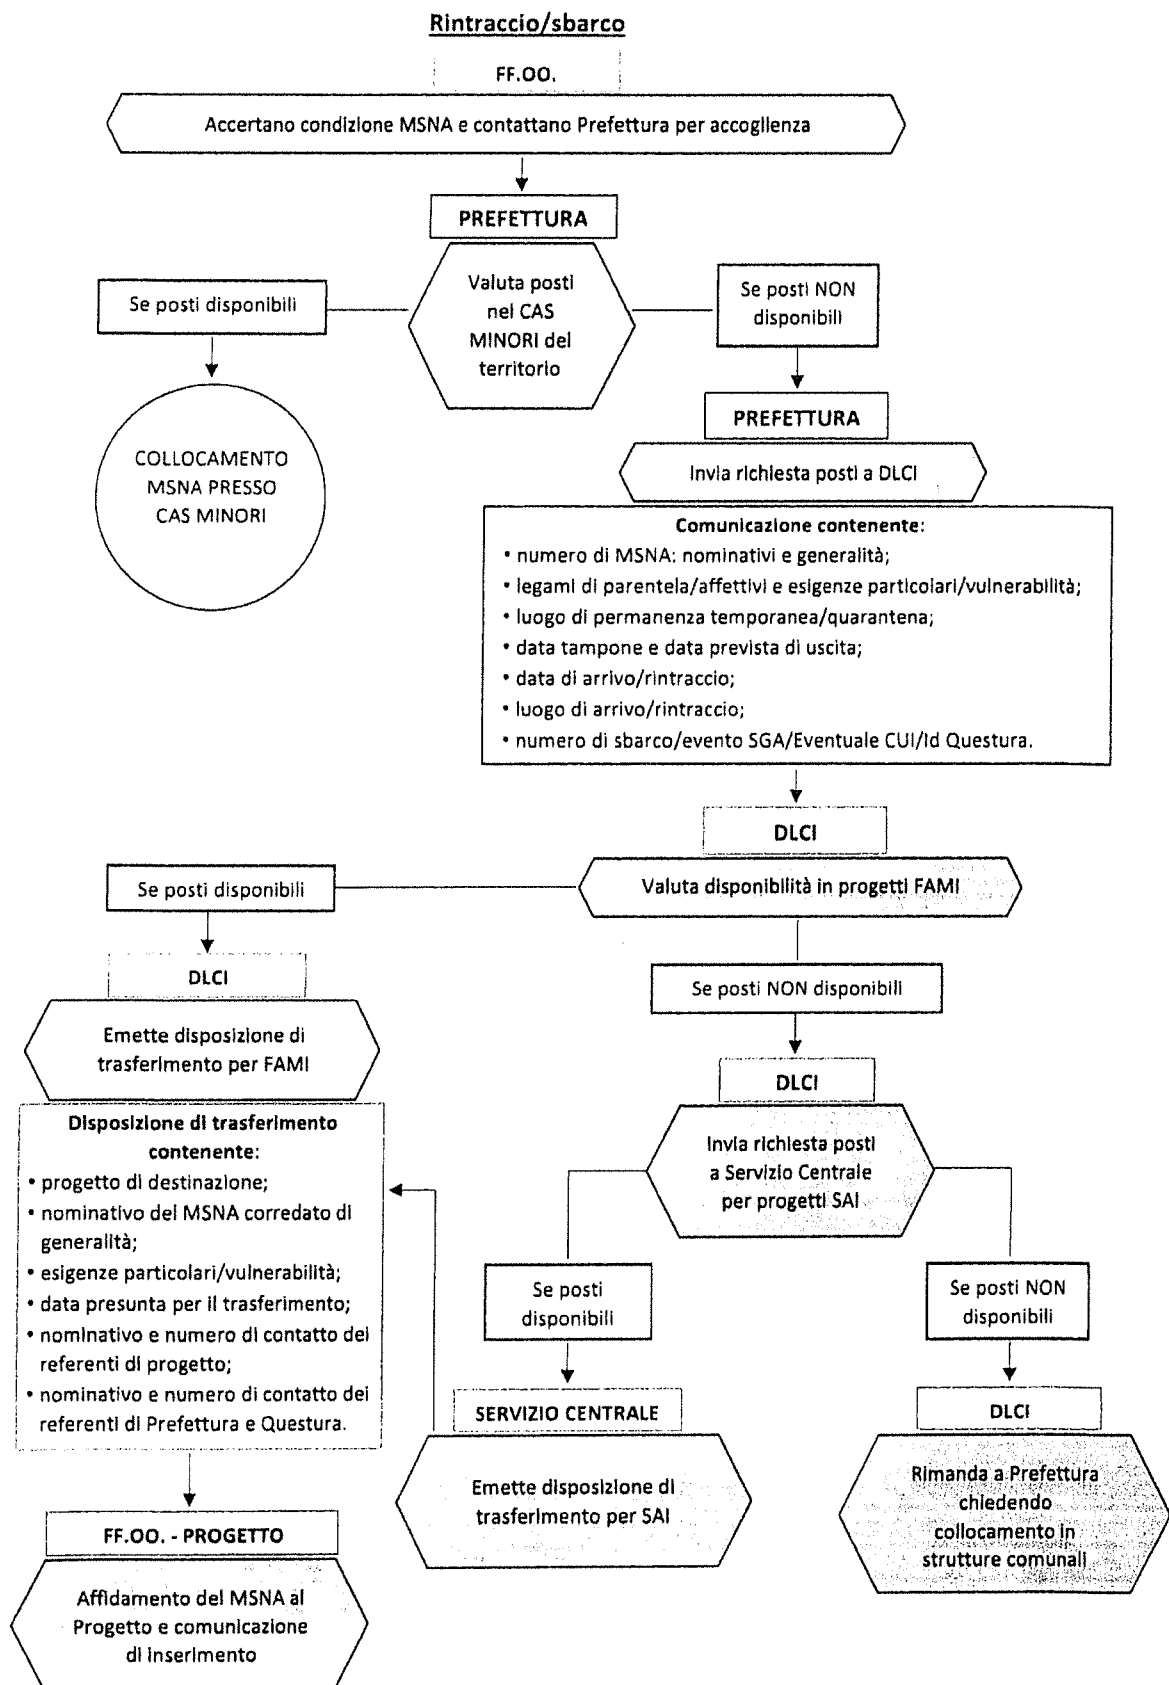 Rintraccio/sbarco
FF.OO.
Accertano condizione MSNA e contattano Prefettura per accoglienza
PREFETTURA
Valuta posti
nel CAS
MINORI del
territorio
Se posti disponibili
Se posti NON
disponibili
COLLOCAMENTO
MSNA PRESSO
CAS MINORI
PREFETTURA
Invia richiesta posti a DLCI
Comunicazione contenente:
• numero di MSNA: nominativi e generalità;
• legami di parentela/affettivi e esigenze particolari/vulnerabilità;
• luogo di permanenza temporanea/quarantena;
• data tampone e data prevista di uscita;
• data di arrivo/rintraccio;
• luogo di arrivo/rintraccio;
• numero di sbarco/evento SGA/Eventuale CUI/Id Questura.
DLCI
Valuta disponibilità in progetti FAMI
Se posti disponibili
DLCI
Emette disposizione di
trasferimento per FAMI
Disposizione di trasferimento
contenente:
• progetto di destinazione;
• nominativo del MSNA corredato di
generalità;
• esigenze particolari/vulnerabilità;
• data presunta per il trasferimento;
• nominativo e numero di contatto dei
referenti di progetto;
• nominativo e numero di contatto dei
referenti di Prefettura e Questura.
FF.OO. - PROGETTO
Affidamento del MSNA al
Progetto e comunicazione
di inserimento
Se posti NON disponibili
DLCI
Invia richiesta posti
a Servizio Centrale
per progetti SAI
Se posti
disponibili
SERVIZIO CENTRALE
Emette disposizione di
trasferimento per SAI
Se posti NON
disponibili
DLCI
Rimanda a Prefettura
chiedendo
collocamento in
strutture comunali